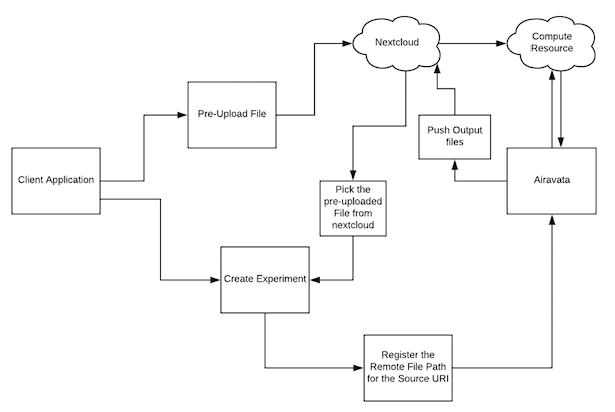 Nextcloud
Compute
Resource
Pre-Upload File
Push Output
files
Client Application
Airavata
Pick the
pre-uploaded
File from
nextcloud
Create Experiment
Register the
Remote File Path
for the Source URI